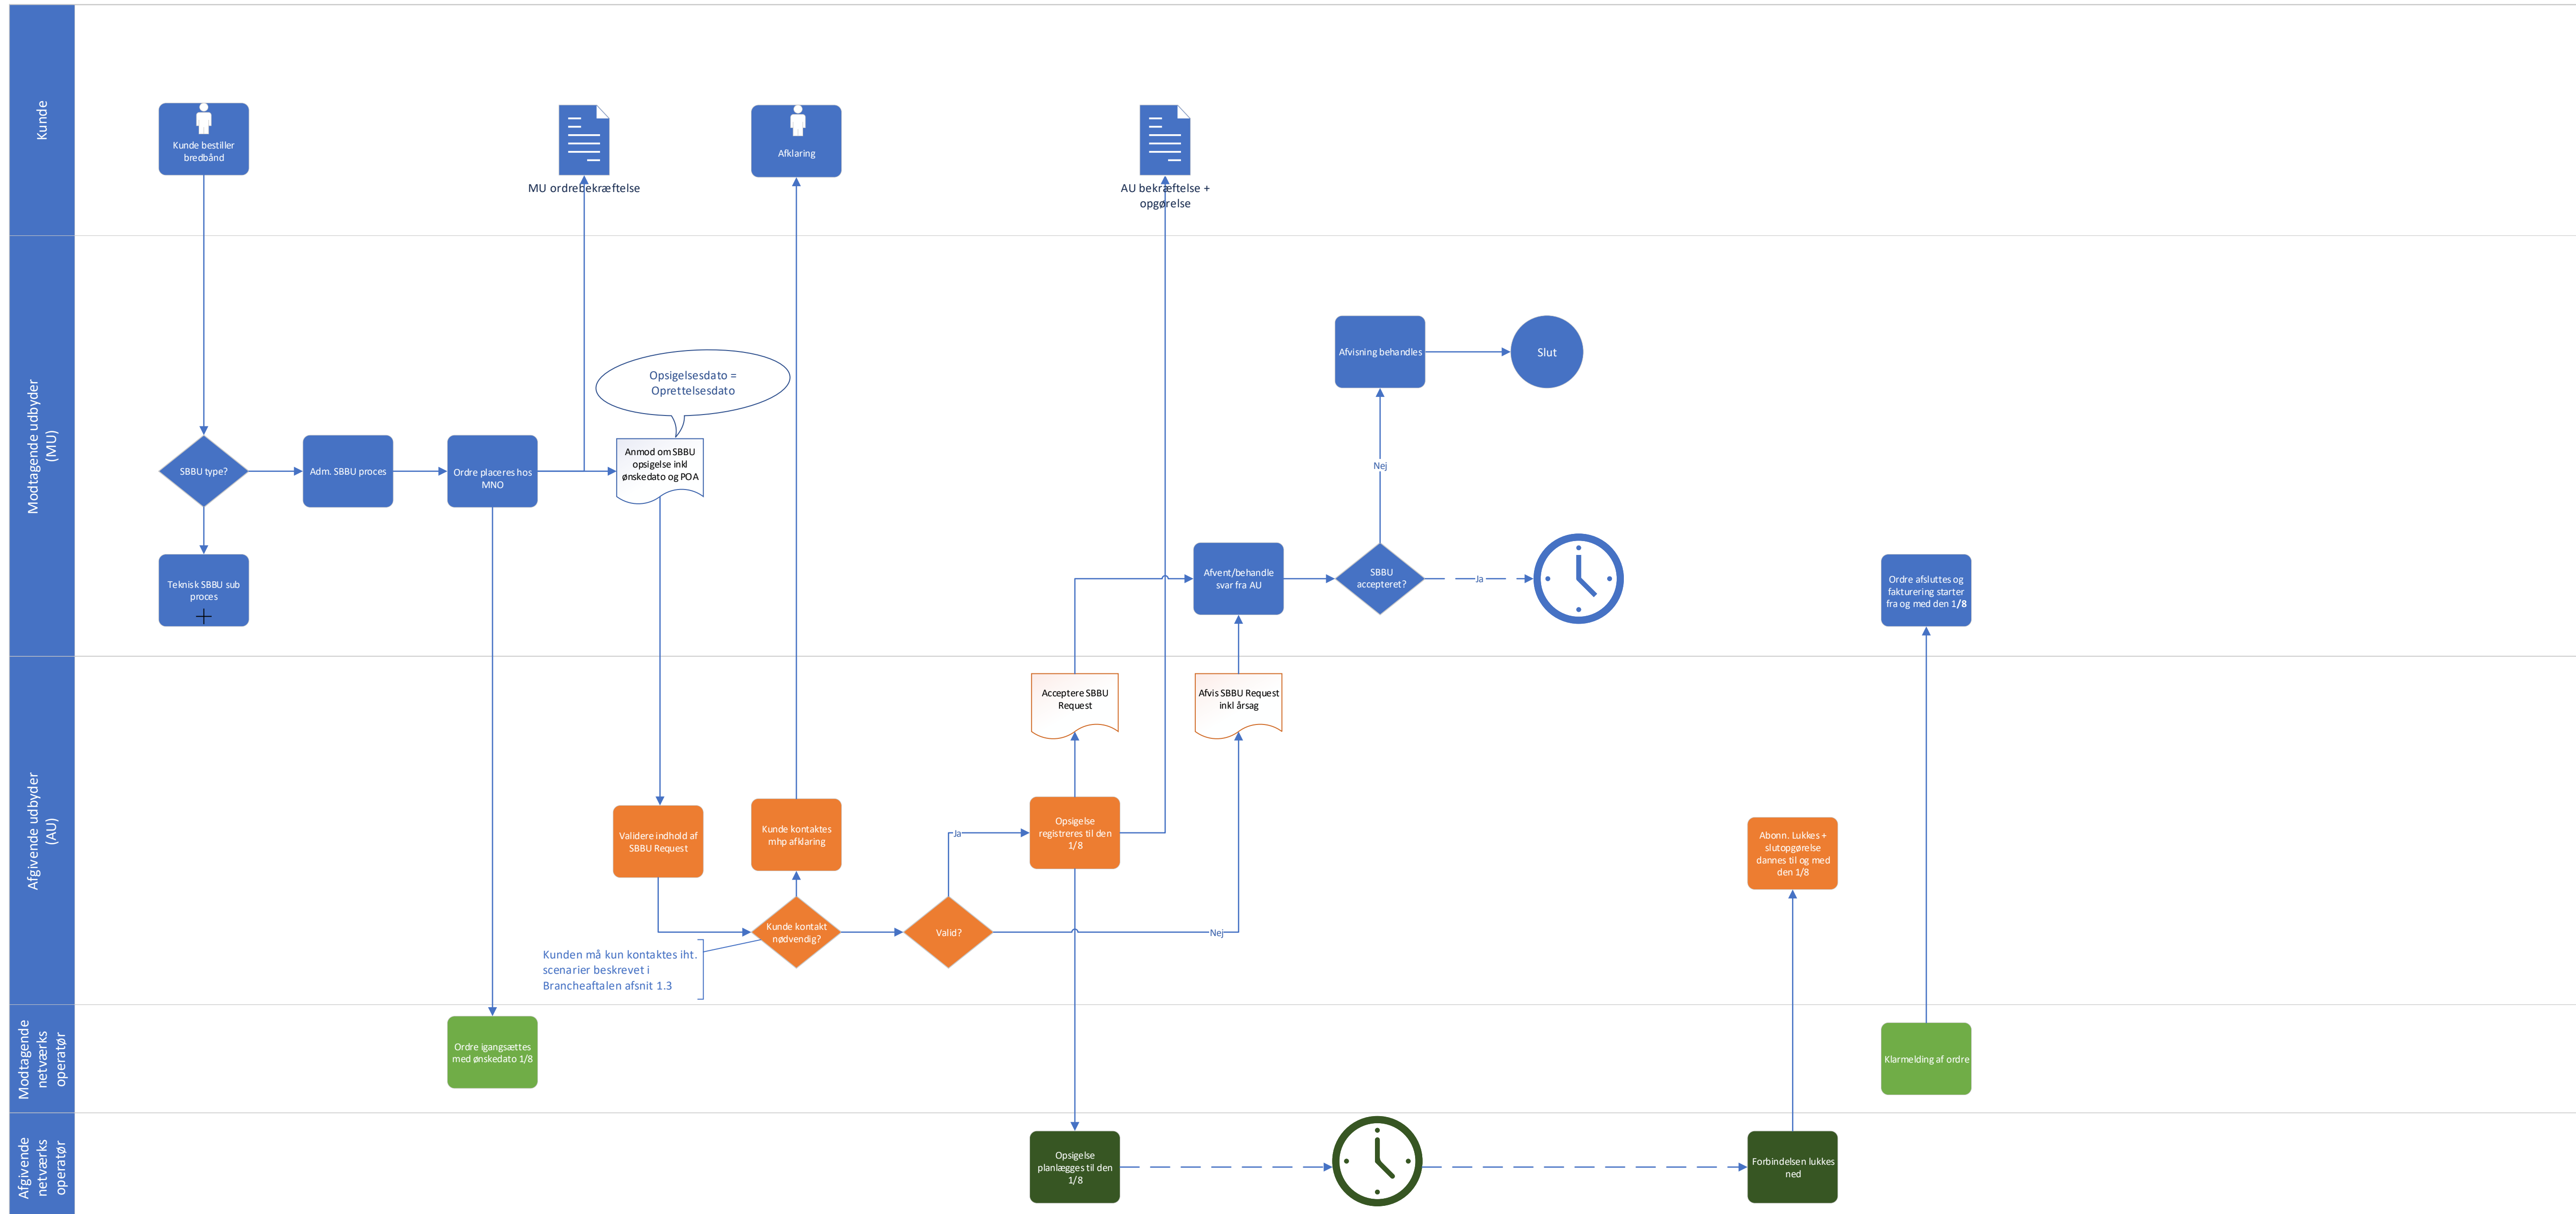 Kunde
Kunde bestiller
bredbånd
MU ordrebekræftelse
Afklaring
AU bekræftelse +
opgørelse
Modtagende udbyder
(MU)
SBBU type?
Adm. SBBU proces
Ordre placeres hos
MNO
Opsigelsesdato =
Oprettelsesdato
Anmod om SBBU
opsigelse inkl
ønskedato og POA
Teknisk SBBU sub
proces
Afvisning behandles
Slut
Nej
Afvent/behandle
svar fra AU
SBBU
accepteret?
Ja
Ordre afsluttes og
fakturering starter
fra og med den 1/8
Afgivende udbyder
(AU)
Acceptere SBBU
Request
Afvis SBBU Request
inkl årsag
Validere indhold af
SBBU Request
Kunde kontaktes
mhp afklaring
Ja
Opsigelse
registreres til den
1/8
Abonn. Lukkes +
slutopgørelse
dannes til og med
den 1/8
Kunde kontakt
nødvendig?
Valid?
Nej
Kunden må kun kontaktes iht.
scenarier beskrevet i
Brancheaftalen afsnit 1.3
Modtagende
netværks
operatør
Ordre igangsættes
med ønskedato 1/8
Klarmelding af ordre
Afgivende
netværks
operatør
Opsigelse
planlægges til den
1/8
Forbindelsen lukkes
ned